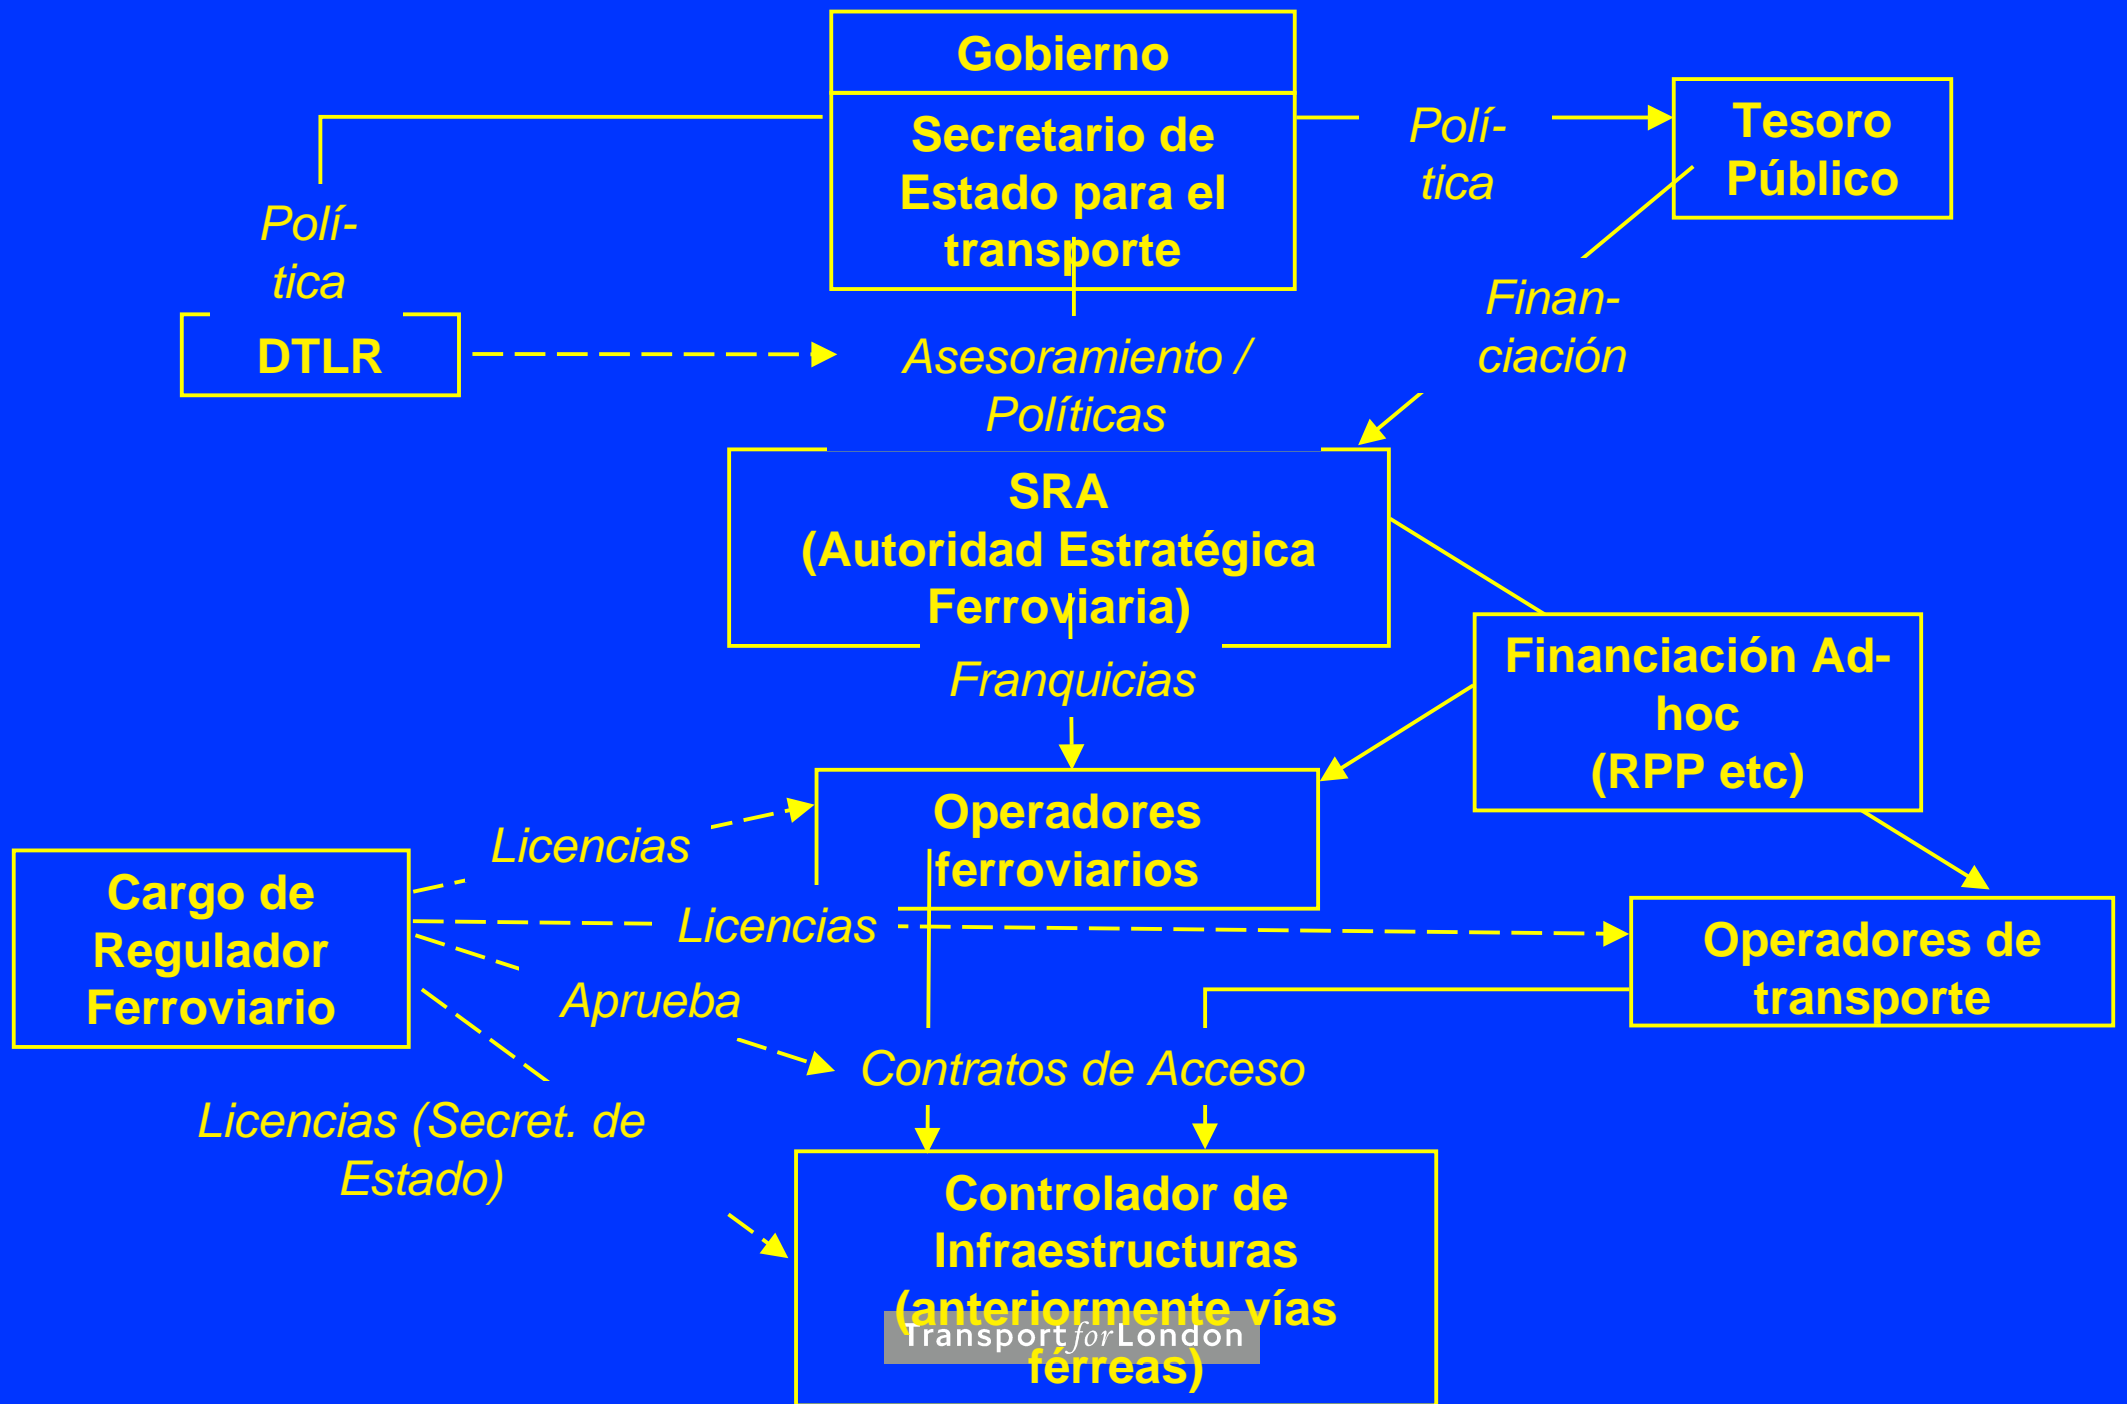 Gobierno
Secretario de
Estado para el
transporte
Polí-
tica
Tesoro
Público
Polí-
tica
Finan-
ciación
DTLR
Asesoramiento /
Políticas
SRA
(Autoridad Estratégica
Ferroviaria)
Franquicias
Financiación Ad-
hoc
(RPP etc)
Operadores
ferroviarios
Licencias
Cargo de
Regulador
Ferroviario
Licencias
Operadores de
transporte
Aprueba
Contratos de Acceso
Licencias (Secret. de
Estado)
Controlador de
Infraestructuras
(anteriormente vías
férreas)
Transport for London